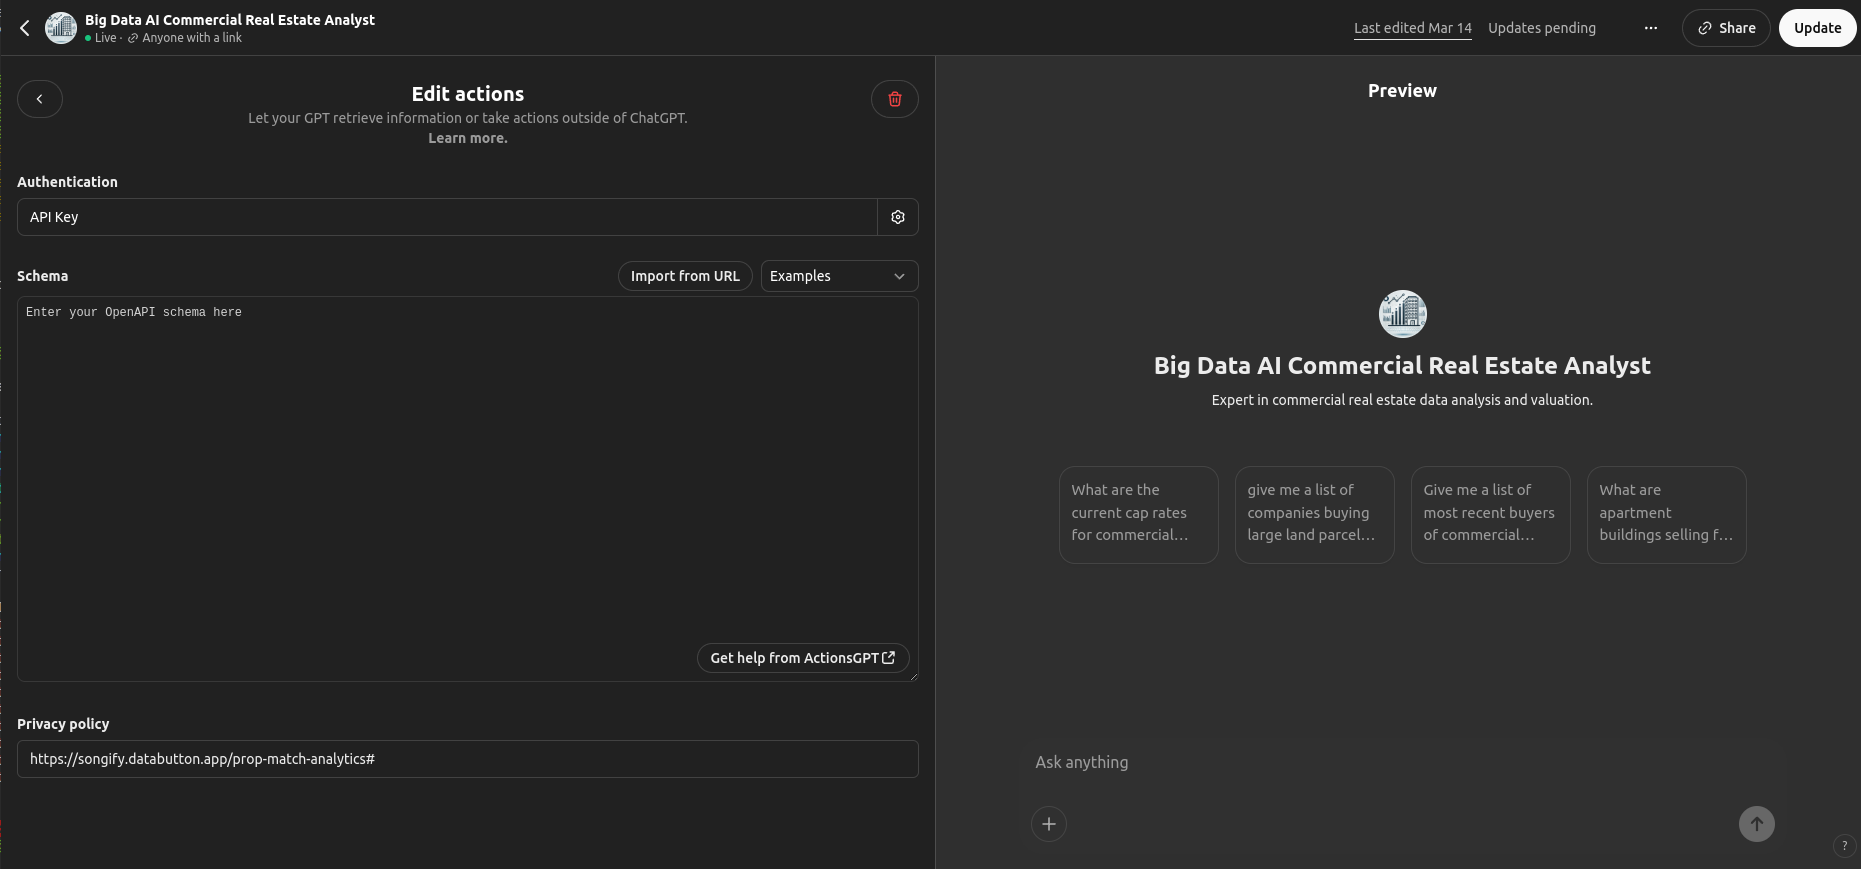 Big Data AI Commercial Real Estate Analyst
Live · Anyone with a link
Last edited Mar 14
Updates pending
Share
Update
Edit actions
Let your GPT retrieve information or take actions outside of ChatGPT.
Learn more.
Authentication
API Key
Schema
Import from URL
Examples
Enter your OpenAPI schema here
Get help from ActionsGPT
Privacy policy
https://songify.databutton.app/prop-match-analytics#
Preview
Big Data AI Commercial Real Estate Analyst
Expert in commercial real estate data analysis and valuation.
What are the
current cap rates
for commercial...
give me a list of
companies buying
large land parcel...
Give me a list of
most recent buyers
of commercial...
What are
apartment
buildings selling f...
Ask anything
?